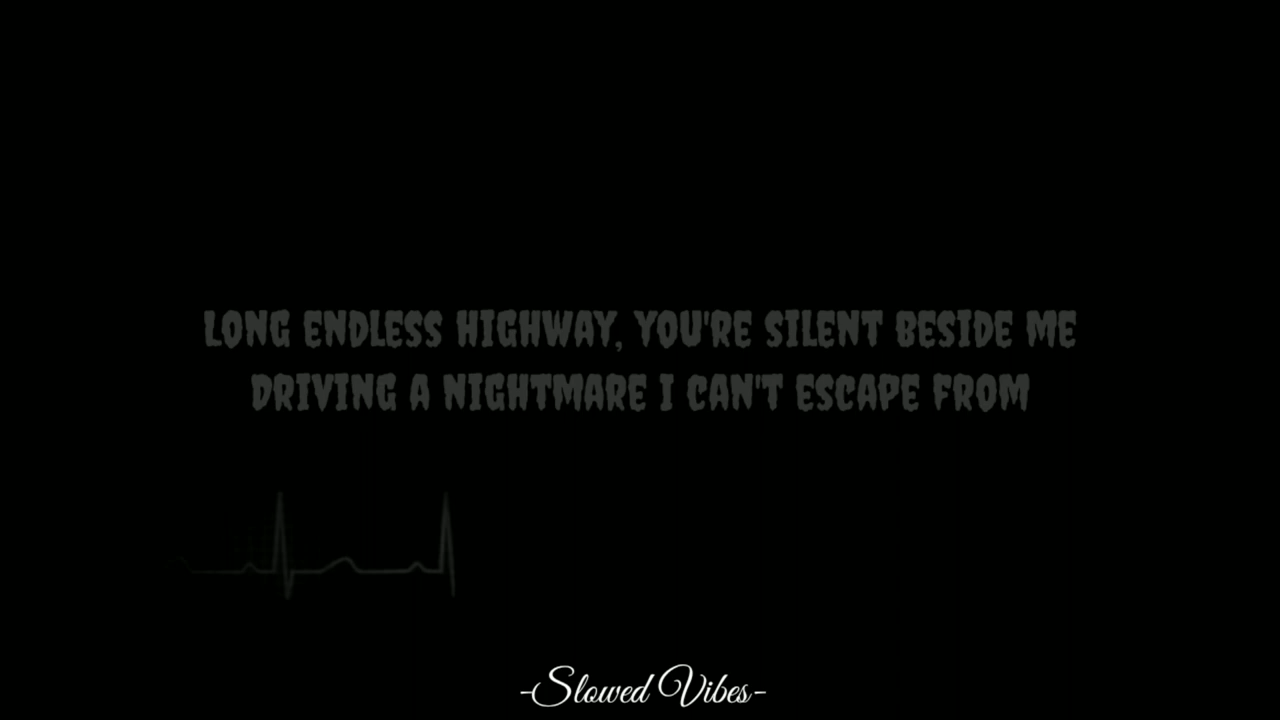 LONG ENDLESS HIGHWAY, YOU'RE SILENT BESIDE ME
DRIVING A NIGHTMARE I CAN'T ESCAPE FROM
-Slowed Vibes-